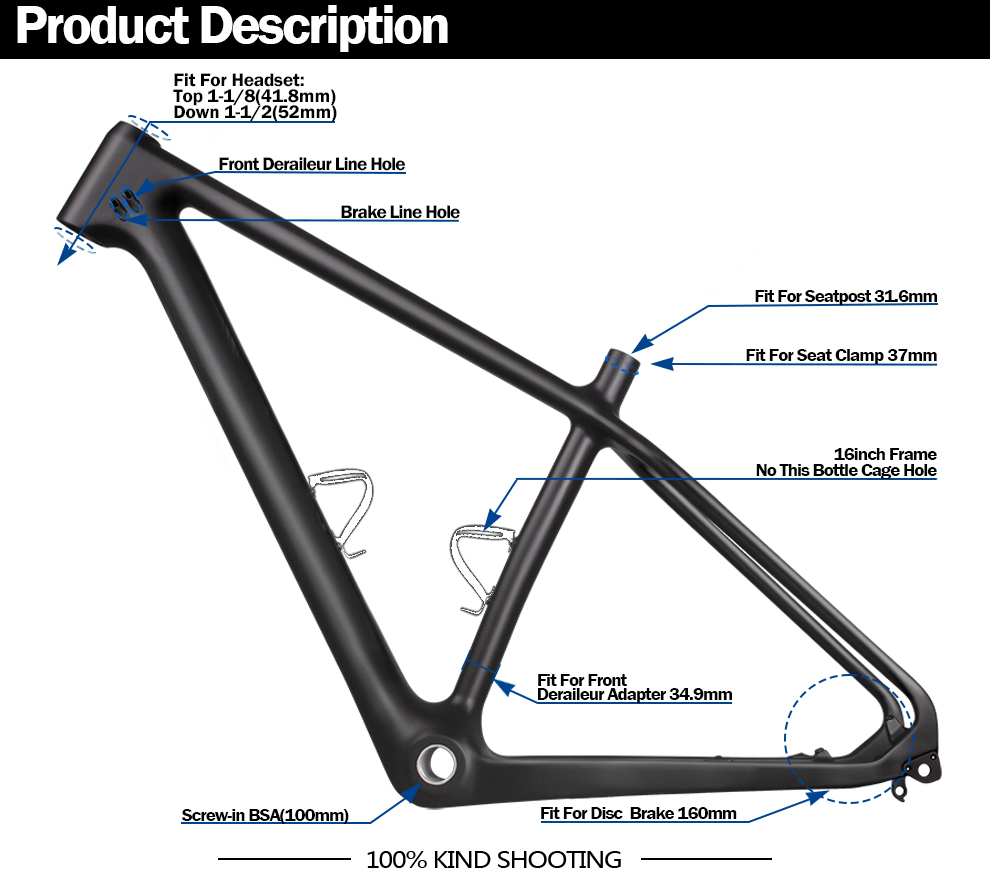 Product Description
Fit For Headset:
Top 1-1/8(41.8mm)
Down 1-1/2(52mm)
Front Deraileur Line Hole
Brake Line Hole
Fit For Seatpost 31.6mm
Fit For Seat Clamp 37mm
16inch Frame
No This Bottle Cage Hole
Fit For Front
Deraileur Adapter 34.9mm
Screw-in BSA(100mm)
Fit For Disc  Brake 160mm
100% KIND SHOOTING